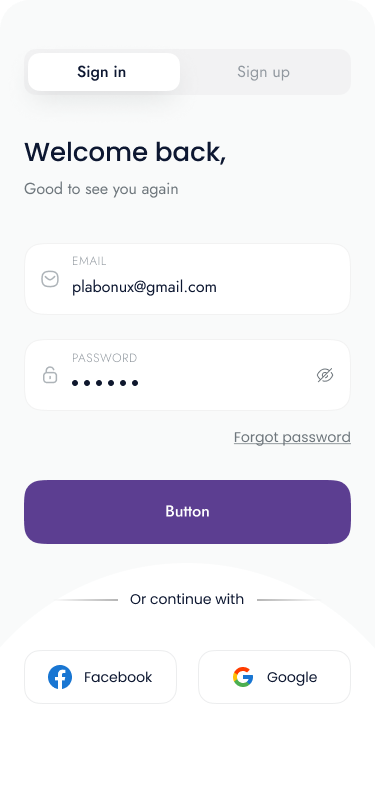 Sign in
Sign up
Welcome back,
Good to see you again
EMAIL
plabonux@gmail.com
PASSWORD
Forgot password
Button
Or continue with
Facebook
Google